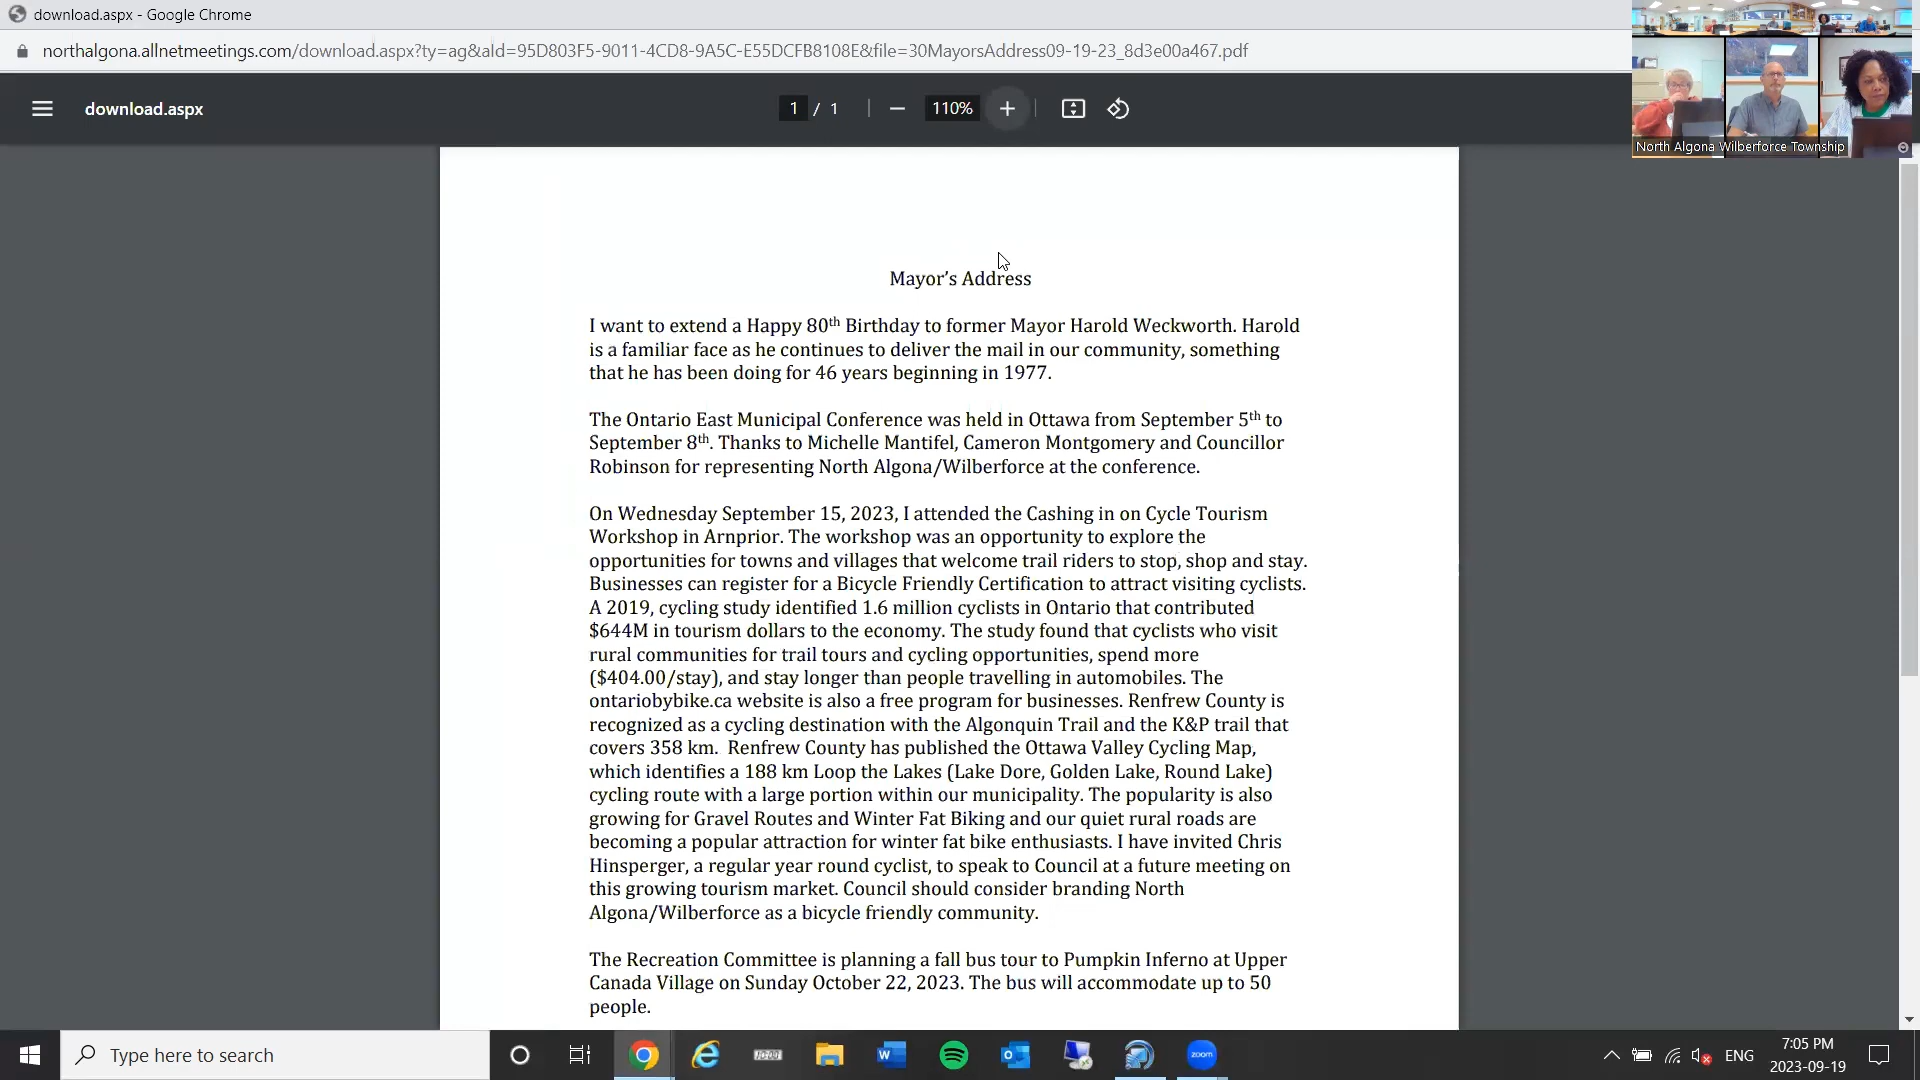 download.aspx - Google Chrome
northalgona.allnetmeetings.com/download.aspx?ty=ag&ald=95D803F5-9011-4CD8-9A5C-E55DCFB8108E&file=30MayorsAddress09-19-23_8d3e00a467.pdf
download.aspx
1 / 1
110%
North Algona Wilberforce Township
Mayor's Address
I want to extend a Happy 80th Birthday to former Mayor Harold Weckworth. Harold
is a familiar face as he continues to deliver the mail in our community, something
that he has been doing for 46 years beginning in 1977.
The Ontario East Municipal Conference was held in Ottawa from September 5th to
September 8th. Thanks to Michelle Mantifel, Cameron Montgomery and Councillor
Robinson for representing North Algona/Wilberforce at the conference.
On Wednesday September 15, 2023, I attended the Cashing in on Cycle Tourism
Workshop in Arnprior. The workshop was an opportunity to explore the
opportunities for towns and villages that welcome trail riders to stop, shop and stay.
Businesses can register for a Bicycle Friendly Certification to attract visiting cyclists.
A 2019, cycling study identified 1.6 million cyclists in Ontario that contributed
$644M in tourism dollars to the economy. The study found that cyclists who visit
rural communities for trail tours and cycling opportunities, spend more
($404.00/stay), and stay longer than people travelling in automobiles. The
ontariobybike.ca website is also a free program for businesses. Renfrew County is
recognized as a cycling destination with the Algonquin Trail and the K&P trail that
covers 358 km.  Renfrew County has published the Ottawa Valley Cycling Map,
which identifies a 188 km Loop the Lakes (Lake Dore, Golden Lake, Round Lake)
cycling route with a large portion within our municipality. The popularity is also
growing for Gravel Routes and Winter Fat Biking and our quiet rural roads are
becoming a popular attraction for winter fat bike enthusiasts. I have invited Chris
Hinsperger, a regular year round cyclist, to speak to Council at a future meeting on
this growing tourism market. Council should consider branding North
Algona/Wilberforce as a bicycle friendly community.
The Recreation Committee is planning a fall bus tour to Pumpkin Inferno at Upper
Canada Village on Sunday October 22, 2023. The bus will accommodate up to 50
people.
Type here to search
zoom
ENG
7:05 PM
2023-09-19